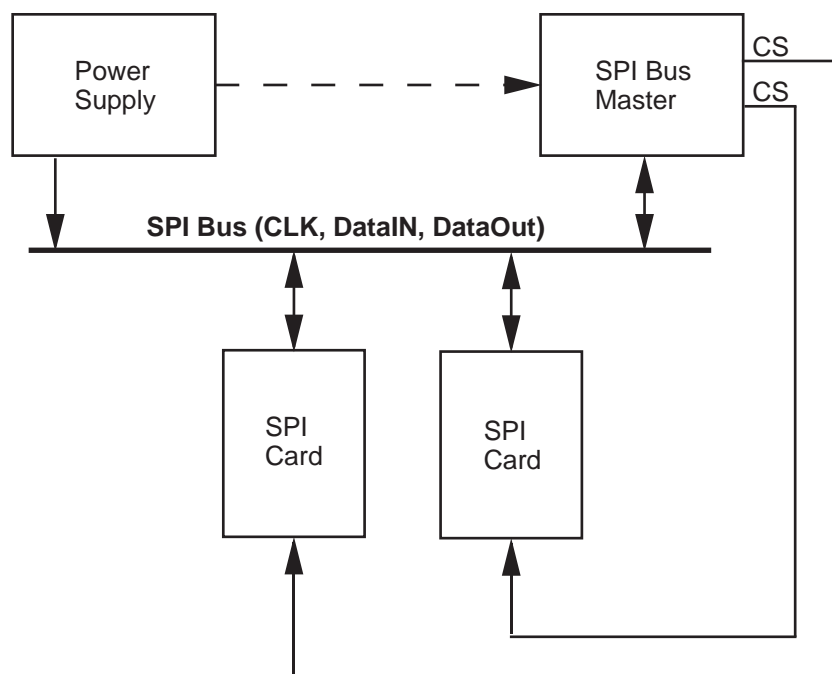 Power
Supply
SPI Bus
Master
CS
CS
SPI Bus (CLK, DataIN, DataOut)
SPI
Card
SPI
Card